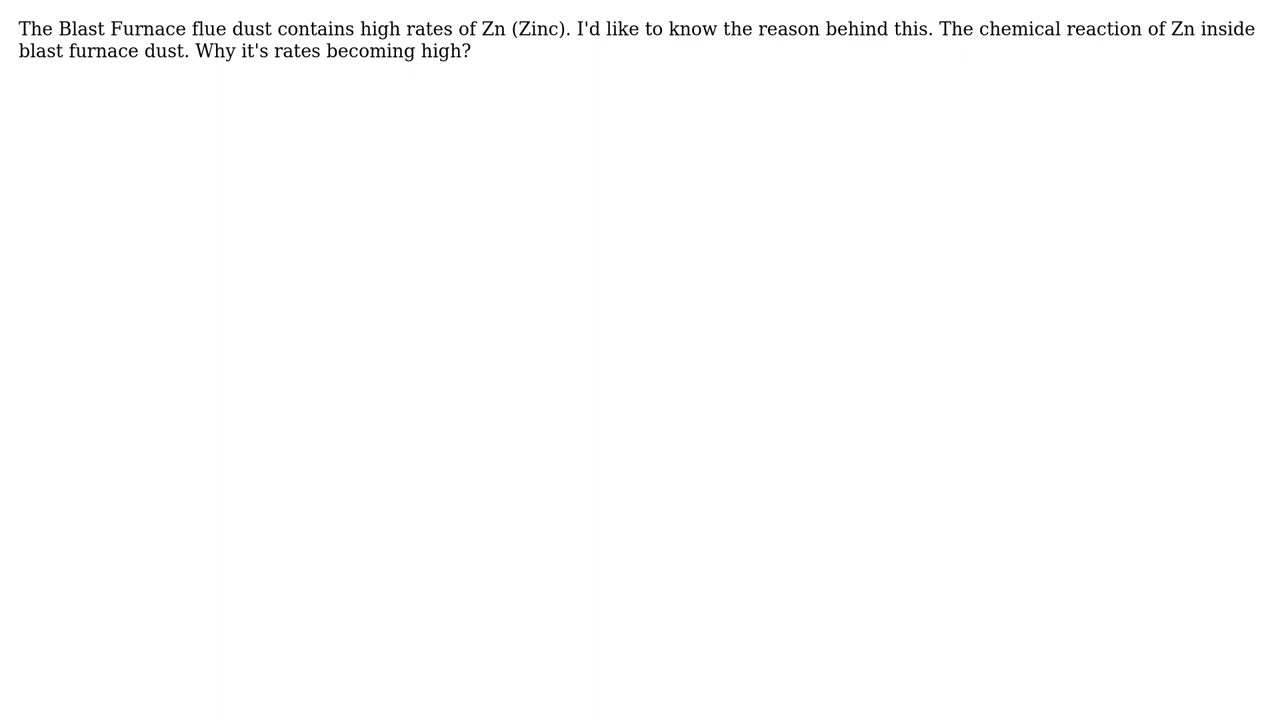 The Blast Furnace flue dust contains high rates of Zn (Zinc). I'd like to know the reason behind this. The chemical reaction of Zn inside
blast furnace dust. Why it's rates becoming high?